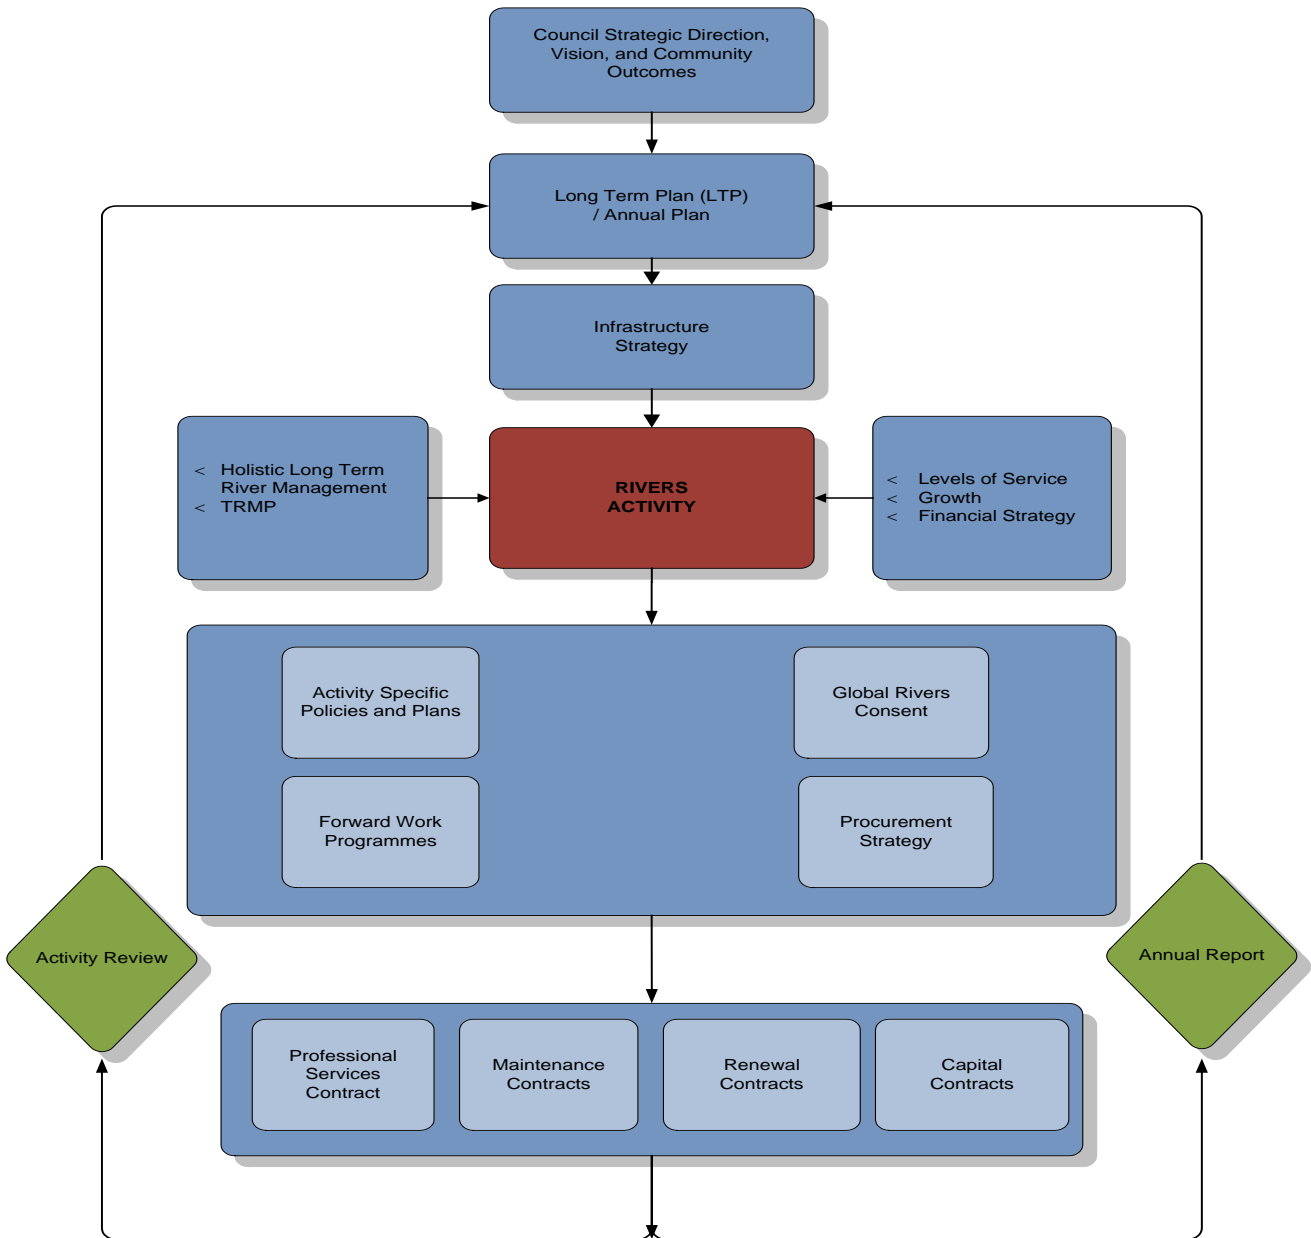 Council Strategic Direction,
Vision, and Community
Outcomes
Long Term Plan (LTP)
/ Annual Plan
Infrastructure
Strategy
< Holistic Long Term
River Management
< TRMP
RIVERS
ACTIVITY
< Levels of Service
< Growth
< Financial Strategy
Activity Specific
Policies and Plans
Global Rivers
Consent
Forward Work
Programmes
Procurement
Strategy
Activity Review
Annual Report
Professional
Services
Contract
Maintenance
Contracts
Renewal
Contracts
Capital
Contracts